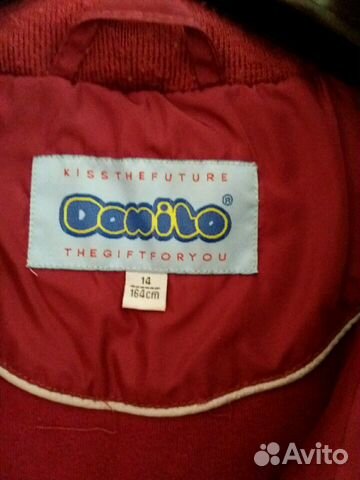 KISSTHEFUTURE
Danilo®
THEGIFTFORYOU
14
164cm
Avito